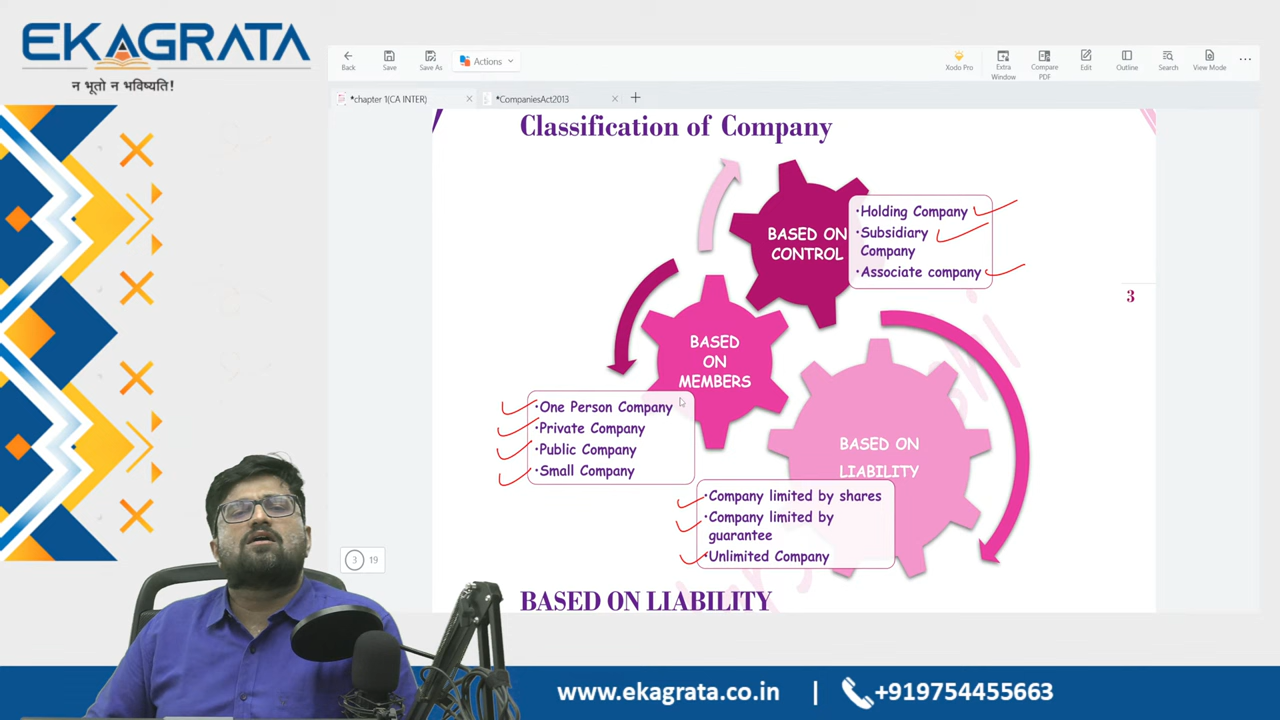 EKAGRATA
न भूतो न भविष्यति!
Back
Save
Save As
Actions
Xodo Pro
Extra
Window
Compare
PDF
Edit
Outline
Search
View Mode
*chapter 1(CA INTER)
*CompaniesAct2013
Classification of Company
BASED ON
CONTROL
•Holding Company
•Subsidiary
Company
•Associate company
3
BASED
ON
MEMBERS
•One Person Company
•Private Company
•Public Company
•Small Company
BASED ON
LIABILITY
•Company limited by shares
•Company limited by
guarantee
•Unlimited Company
3 19
BASED ON LIABILITY
www.ekagrata.co.in | +919754455663